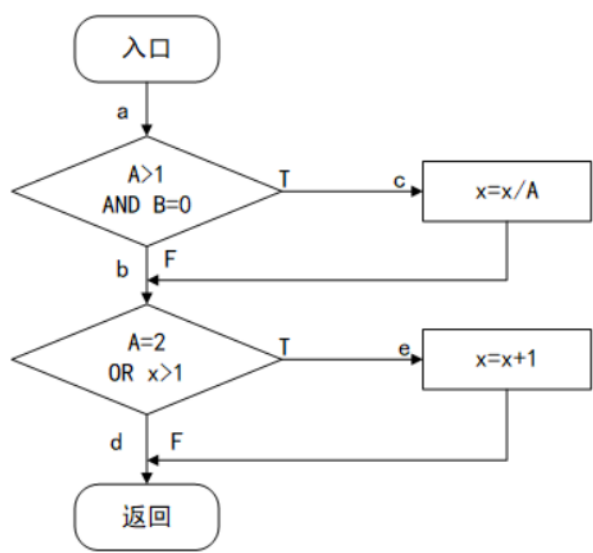 入口
a
A>1
AND B=0
T
c
x=x/A
b
F
A=2
OR x>1
T
e
x=x+1
d
F
返回